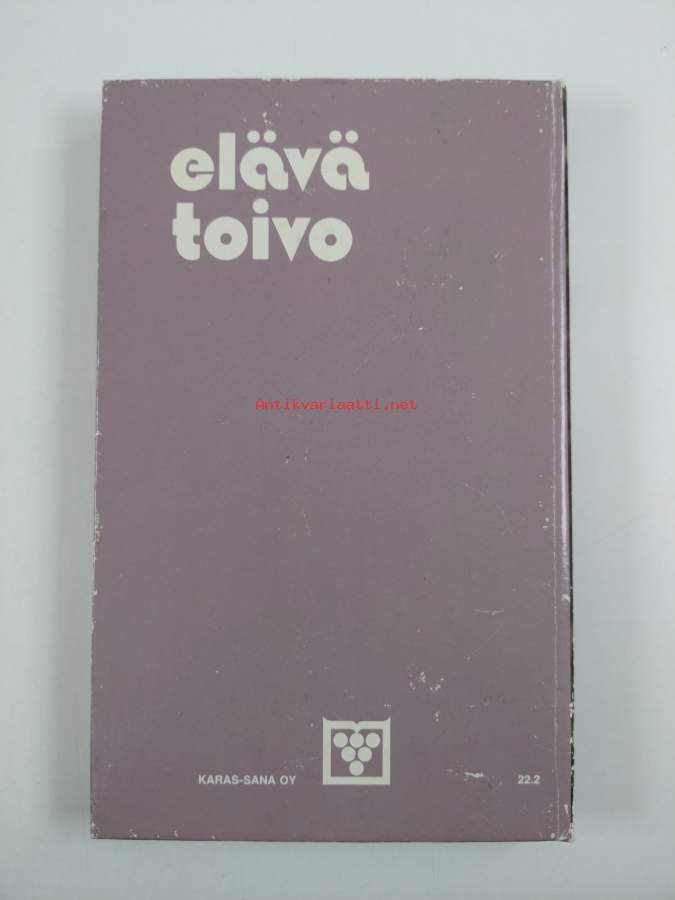 elävä
toivo
Antikvariaatti.net
KARAS-SANA OY
22.2